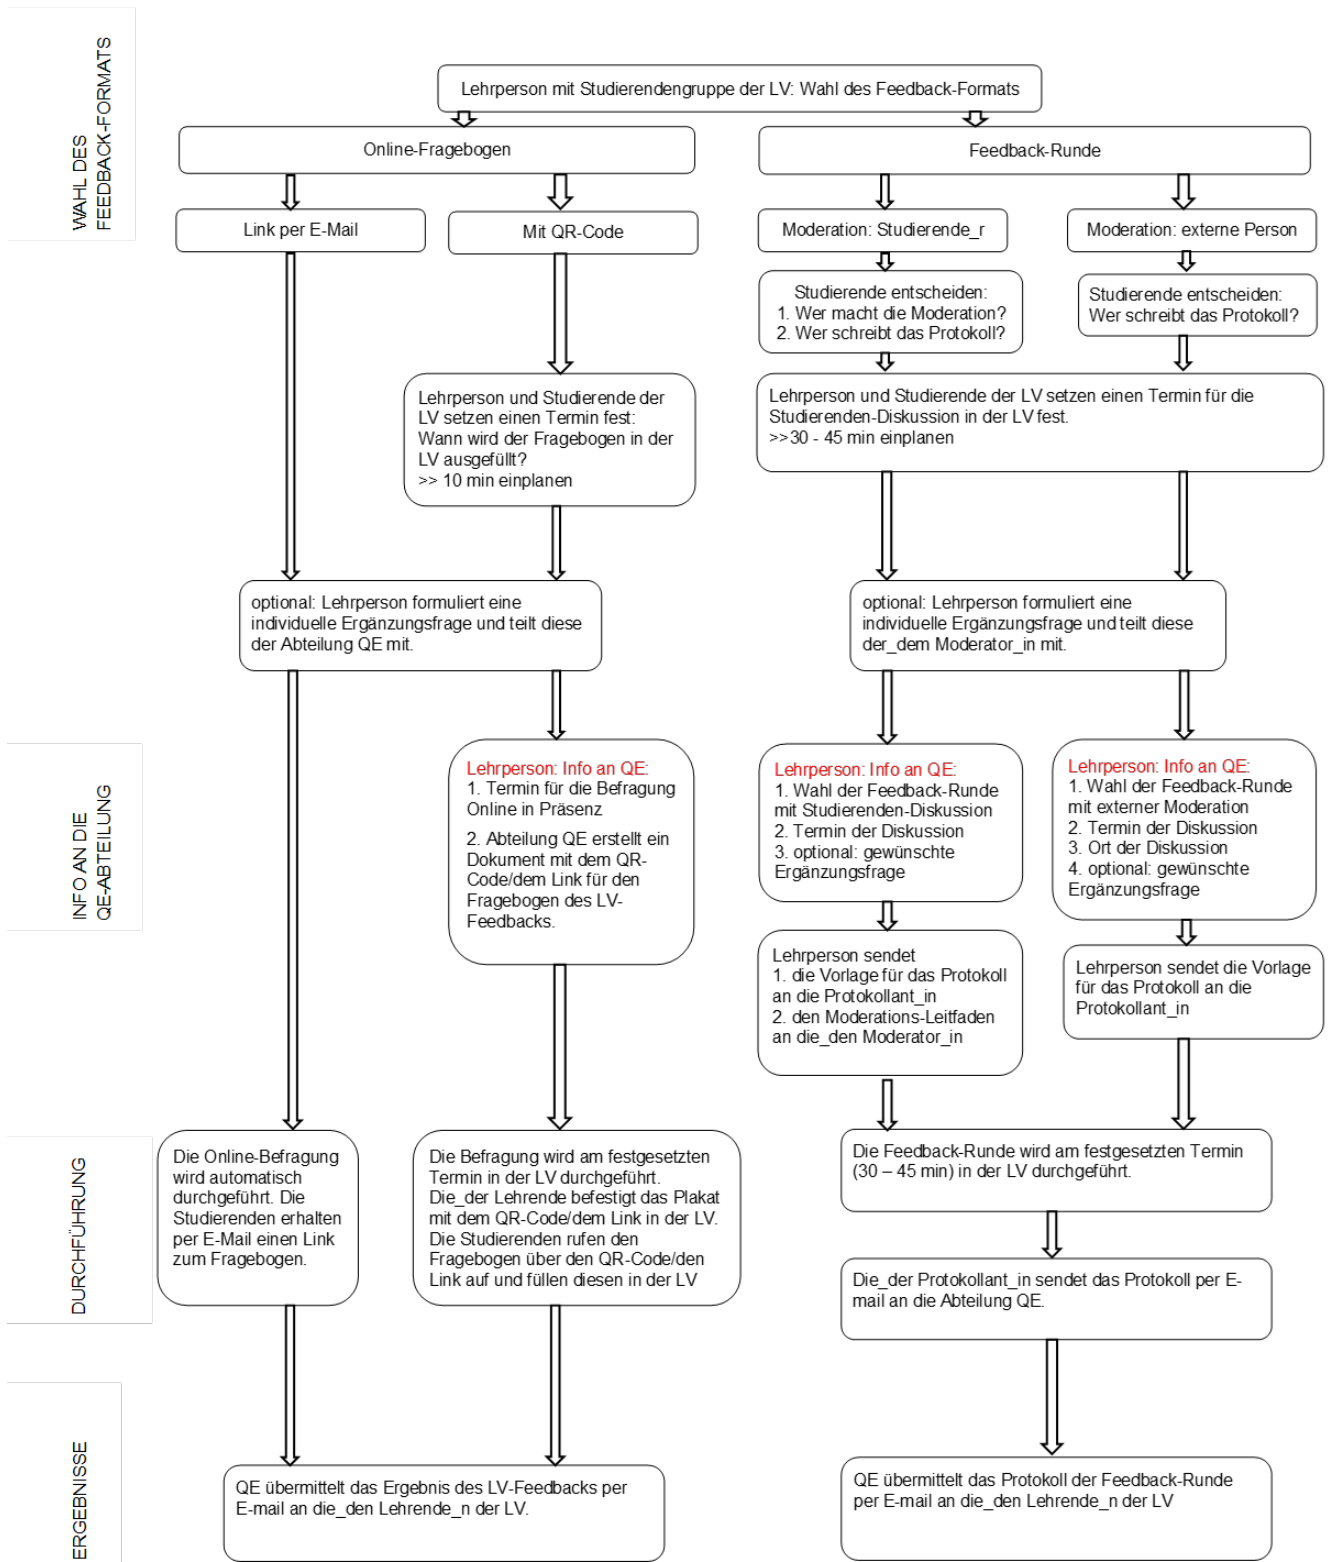 WAHL DES
FEEDBACK-FORMATS
Lehrperson mit Studierendengruppe der LV: Wahl des Feedback-Formats
Online-Fragebogen
Feedback-Runde
Link per E-Mail
Mit QR-Code
Moderation: Studierende_r
Moderation: externe Person
Studierende entscheiden:
1. Wer macht die Moderation?
2. Wer schreibt das Protokoll?
Studierende entscheiden:
Wer schreibt das Protokoll?
Lehrperson und Studierende der
LV setzen einen Termin fest:
Wann wird der Fragebogen in der
LV ausgefüllt?
>> 10 min einplanen
Lehrperson und Studierende der LV setzen einen Termin für die
Studierenden-Diskussion in der LV fest.
>>30 - 45 min einplanen
optional: Lehrperson formuliert eine
individuelle Ergänzungsfrage und teilt diese
der Abteilung QE mit.
optional: Lehrperson formuliert eine
individuelle Ergänzungsfrage und teilt diese
der_dem Moderator_in mit.
INFO AN DIE
QE-ABTEILUNG
Lehrperson: Info an QE:
1. Termin für die Befragung
Online in Präsenz
2. Abteilung QE erstellt ein
Dokument mit dem QR-
Code/dem Link für den
Fragebogen des LV-
Feedbacks.
Lehrperson: Info an QE:
1. Wahl der Feedback-Runde
mit Studierenden-Diskussion
2. Termin der Diskussion
3. optional: gewünschte
Ergänzungsfrage
Lehrperson: Info an QE:
1. Wahl der Feedback-Runde
mit externer Moderation
2. Termin der Diskussion
3. Ort der Diskussion
4. optional: gewünschte
Ergänzungsfrage
Lehrperson sendet
1. die Vorlage für das Protokoll
an die Protokollant_in
2. den Moderations-Leitfaden
an die_den Moderator_in
Lehrperson sendet die Vorlage
für das Protokoll an die
Protokollant_in
DURCHFÜHRUNG
Die Online-Befragung
wird automatisch
durchgeführt. Die
Studierenden erhalten
per E-Mail einen Link
zum Fragebogen.
Die Befragung wird am festgesetzten
Termin in der LV durchgeführt.
Die_der Lehrende befestigt das Plakat
mit dem QR-Code/dem Link in der LV.
Die Studierenden rufen den
Fragebogen über den QR-Code/den
Link auf und füllen diesen in der LV
Die Feedback-Runde wird am festgesetzten Termin
(30 – 45 min) in der LV durchgeführt.
Die_der Protokollant_in sendet das Protokoll per E-
mail an die Abteilung QE.
ERGEBNISSE
QE übermittelt das Ergebnis des LV-Feedbacks per
E-mail an die_den Lehrende_n der LV.
QE übermittelt das Protokoll der Feedback-Runde
per E-mail an die_den Lehrende_n der LV